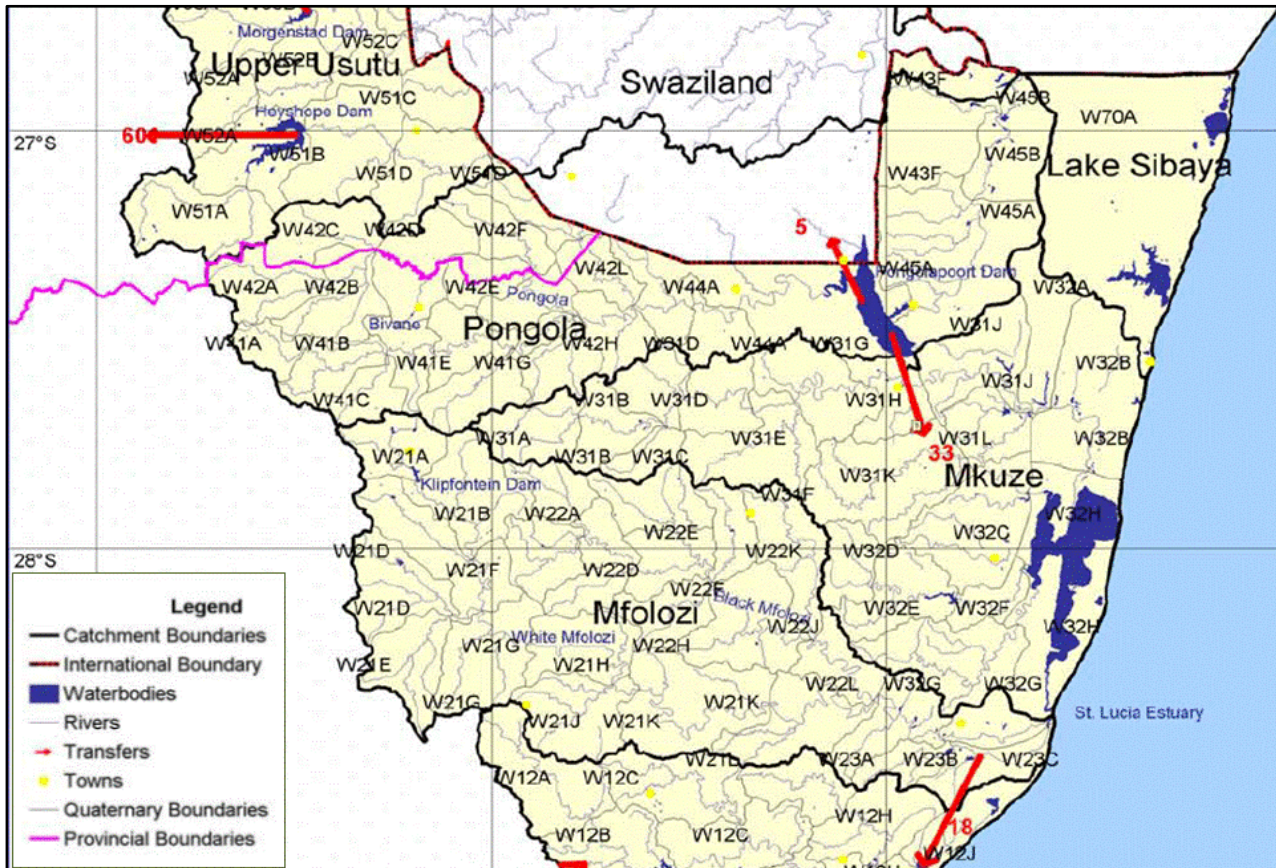 Morgenstad Dam
W52C
W52B
Upper Usutu
W52A
Swaziland
W43F
Heyshope Dam
W51C
W45B
W70A
60
W52A
27°S
W51B
W45B
Lake Sibaya
W51D
W51D
W43F
W51A
W45A
5
W42C
W42D
W42F
W42L
W45A
Pongolapoort Dam
W42A
W42B
W42E
Pongola
W44A
W32A
Bivane
Pongola
W31J
W41A
W41B
W42H
W31D
W44A
W31G
W41E
W41G
W32B
W31J
W41C
W31B
W31D
W31H
W31A
W31E
W31L
W32B
W21A
W31B
W31C
33
Klipfontein Dam
W31K
Mkuze
W31F
W21B
W22A
W32H
W22E
W32C
28°S
W21D
W22K
W32D
W21F
W22D
W22F
Black Mfolozi
W21D
Mfolozi
W32E
W32F
W22J
W32H
White Mfolozi
W21G
W22H
W21E
W21H
W22L
W32G
W32G
W21G
W21K
W21J
W21K
St. Lucia Estuary
W21L
W23A
W23B
W23C
W12A
W12C
W12H
18
W12B
W12C
W12J
Legend
Catchment Boundaries
International Boundary
Waterbodies
Rivers
Transfers
Towns
Quaternary Boundaries
Provincial Boundaries